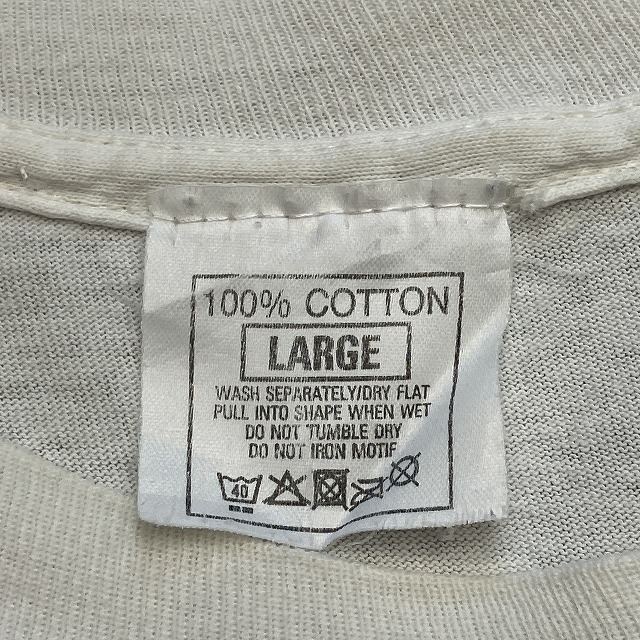 100% COTTON
LARGE
WASH SEPARATELY/DRY FLAT
PULL INTO SHAPE WHEN WET
DO NOT TUMBLE DRY
DO NOT IRON MOTIF
40